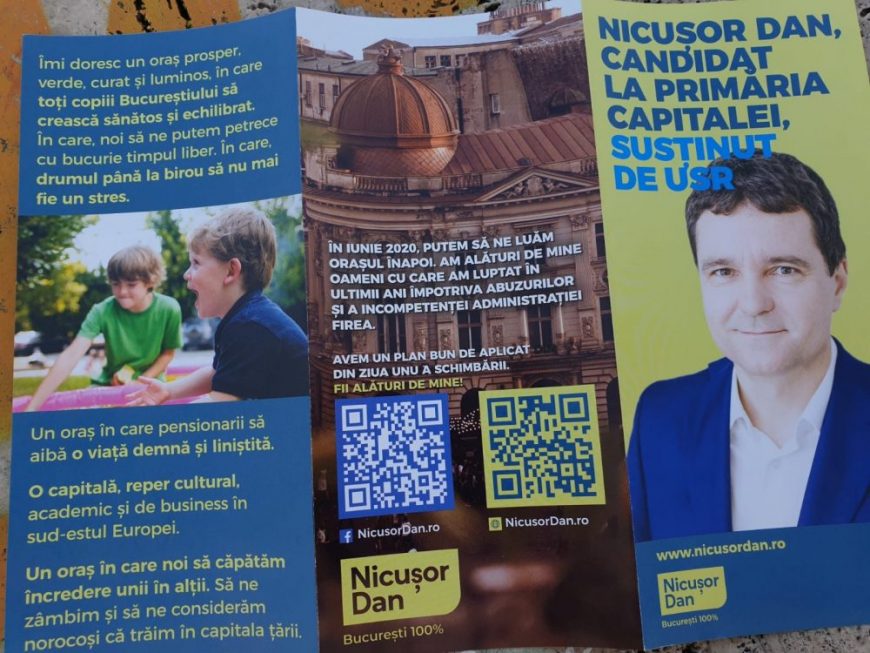 Îmi doresc un oraș prosper,
verde, curat și luminos, în care
toți copiii Bucureștiului să
crească sănătos și echilibrat.
În care, noi să ne putem petrece
cu bucurie timpul liber. În care,
drumul până la birou să nu mai
fie un stres.
Un oraș în care pensionarii să
aibă o viață demnă și liniștită.
O capitală, reper cultural,
academic și de business în
sud-estul Europei.
Un oraș în care noi să căpătăm
încredere unii în alții. Să ne
zâmbim și să ne considerăm
norocoși că trăim în capitala țării.
ÎN IUNIE 2020, PUTEM SĂ NE LUĂM
ORAȘUL ÎNAPOI. AM ALĂTURI DE MINE
OAMENI CU CARE AM LUPTAT ÎN
ULTIMII ANI ÎMPOTRIVA ABUZURILOR
ȘI A INCOMPETENȚEI ADMINISTRAȚIEI
FIREA.
AVEM UN PLAN BUN DE APLICAT
DIN ZIUA UNU A SCHIMBĂRII.
FII ALĂTURI DE MINE!
NicusorDan.ro
NicusorDan.ro
Nicușor
Dan
București 100%
NICUȘOR DAN,
CANDIDAT
LA PRIMĂRIA
CAPITALEI,
SUSȚINUT
DE USR
www.nicusordan.ro
Nicușor
Dan
București 100%